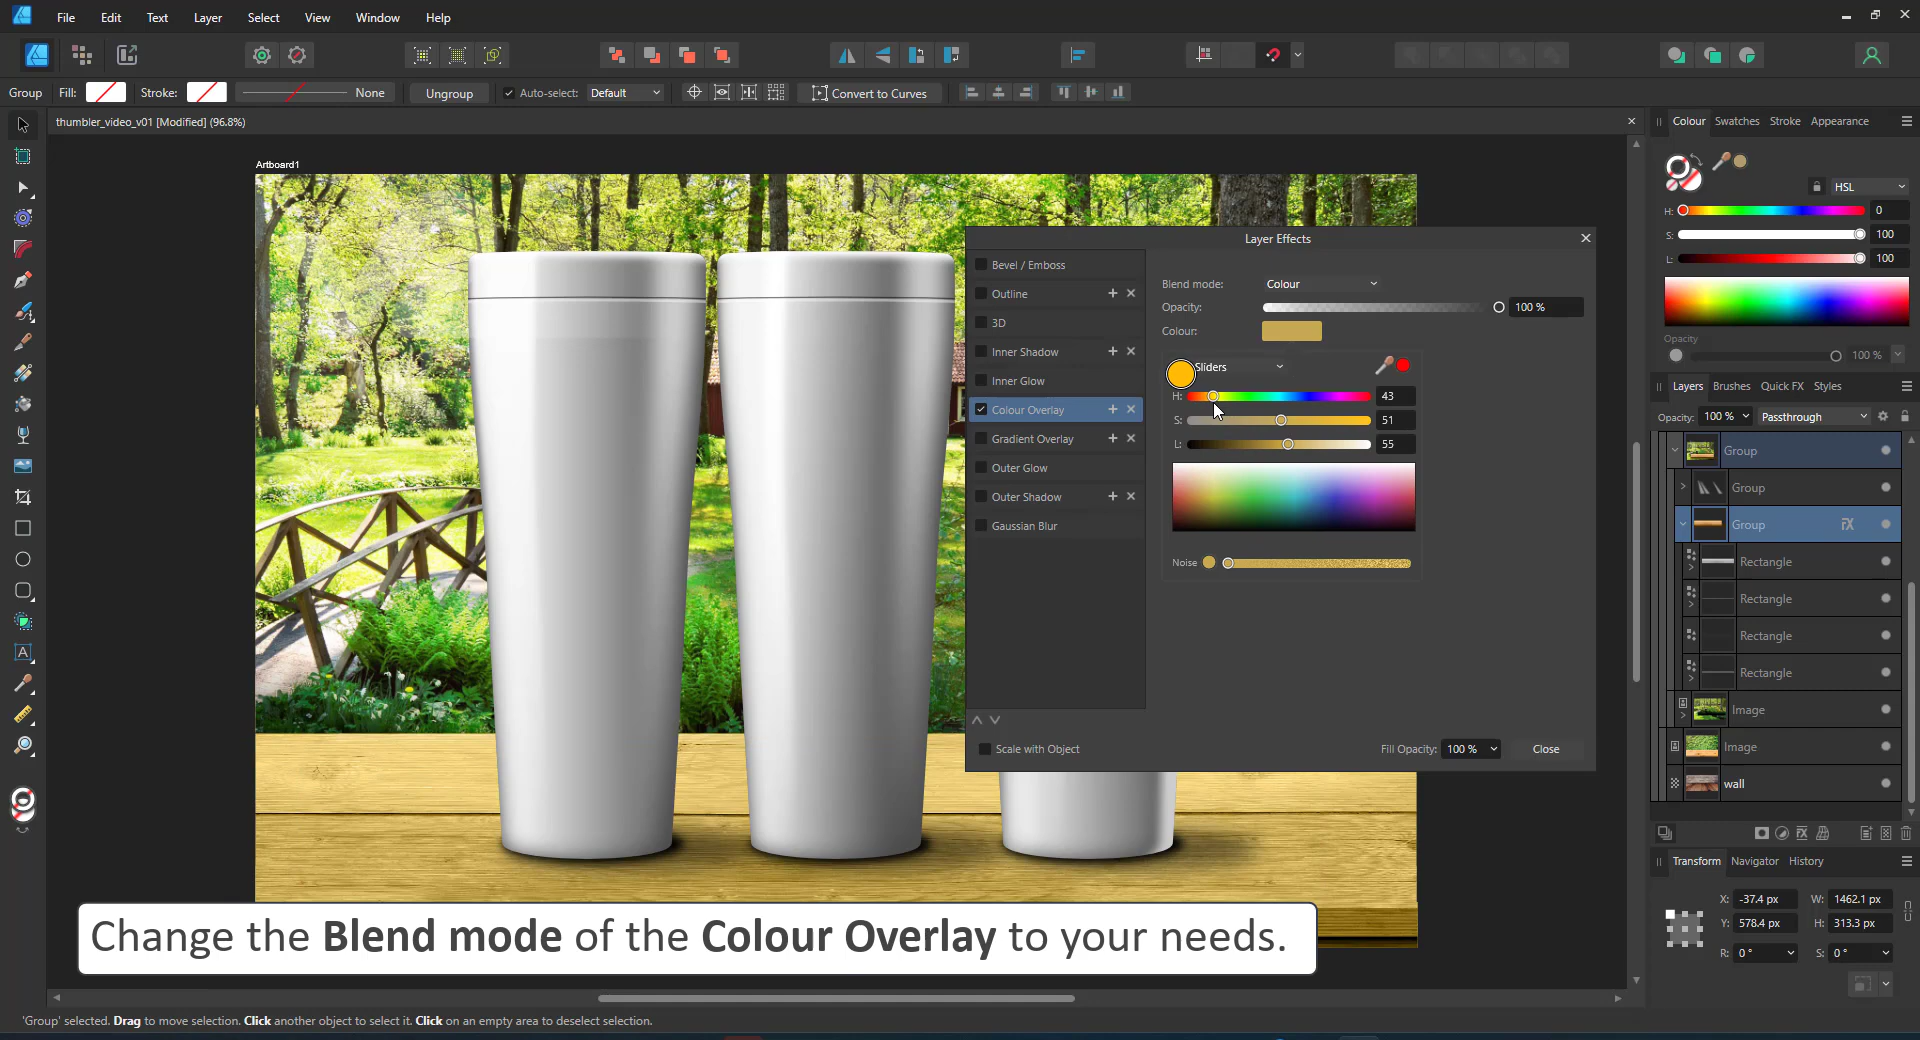 File Edit Text Layer Select View Window Help
Group Fill: Stroke: None Ungroup Auto-select: Default Convert to Curves
thumbler_video_v01 [Modified] (96.8%)
Artboard1
Layer Effects
Bevel / Emboss
Outline
3D
Inner Shadow
Inner Glow
Colour Overlay
Gradient Overlay
Outer Glow
Outer Shadow
Gaussian Blur
Scale with Object
Blend mode: Colour
Opacity: 100 %
Colour:
Sliders
H: 43
S: 51
L: 55
Noise
Fill Opacity: 100 % Close
Colour Swatches Stroke Appearance
HSL
H: 0
S: 100
L: 100
Opacity
100 %
Layers Brushes Quick FX Styles
Opacity: 100 % Passthrough
Group
Group
Group FX
Rectangle
Rectangle
Rectangle
Rectangle
Image
Image
wall
Transform Navigator History
X: -37.4 px W: 1462.1 px
Y: 578.4 px H: 313.3 px
R: 0 ° S: 0 °
Change the Blend mode of the Colour Overlay to your needs.
'Group' selected. Drag to move selection. Click another object to select it. Click on an empty area to deselect selection.